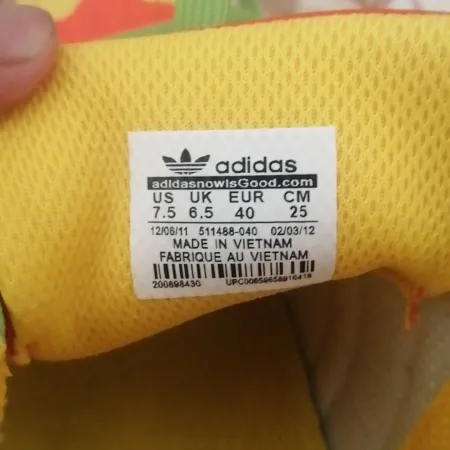 adidas
adidasnowIsGood.com
US UK EUR CM
7.5 6.5 40 25
12/06/11 511488-040 02/03/12
MADE IN VIETNAM
FABRIQUE AU VIETNAM
200898430